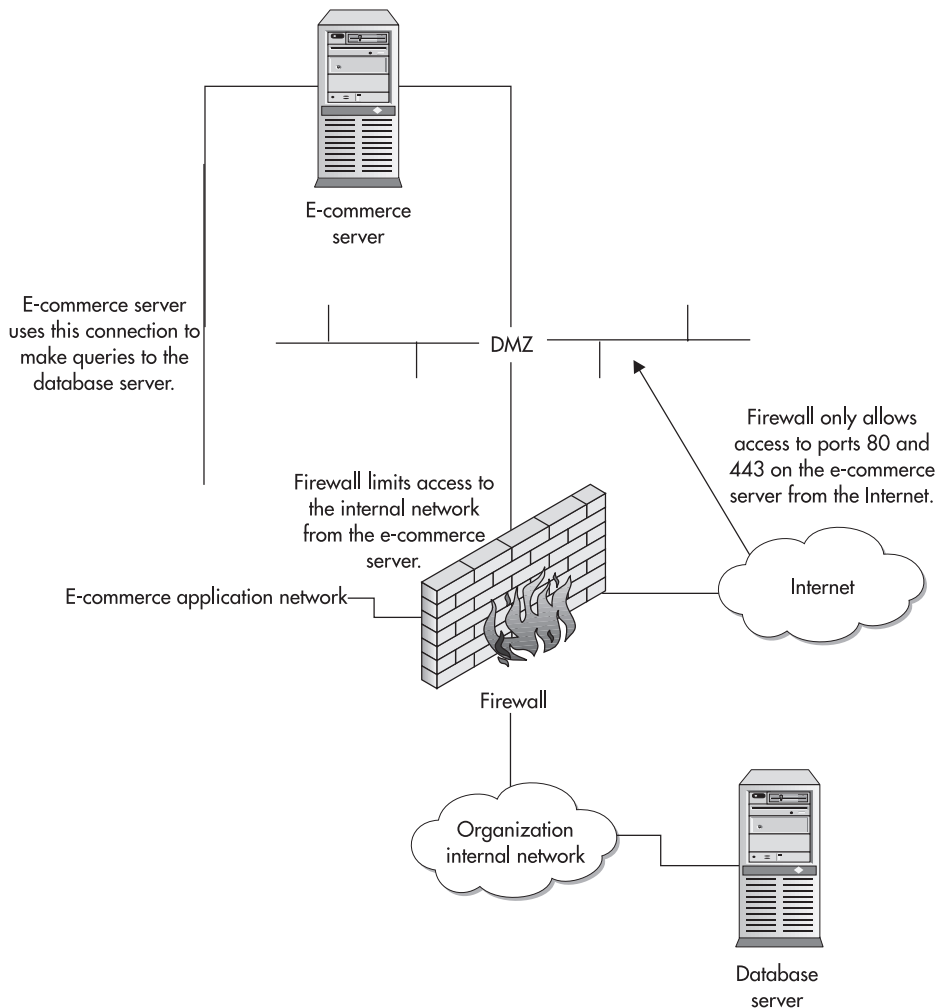 E-commerce
server
E-commerce server
uses this connection to
make queries to the
database server.
DMZ
Firewall only allows
access to ports 80 and
443 on the e-commerce
server from the Internet.
Firewall limits access to
the internal network
from the e-commerce
server.
Internet
E-commerce application network
Firewall
Organization
internal network
Database
server